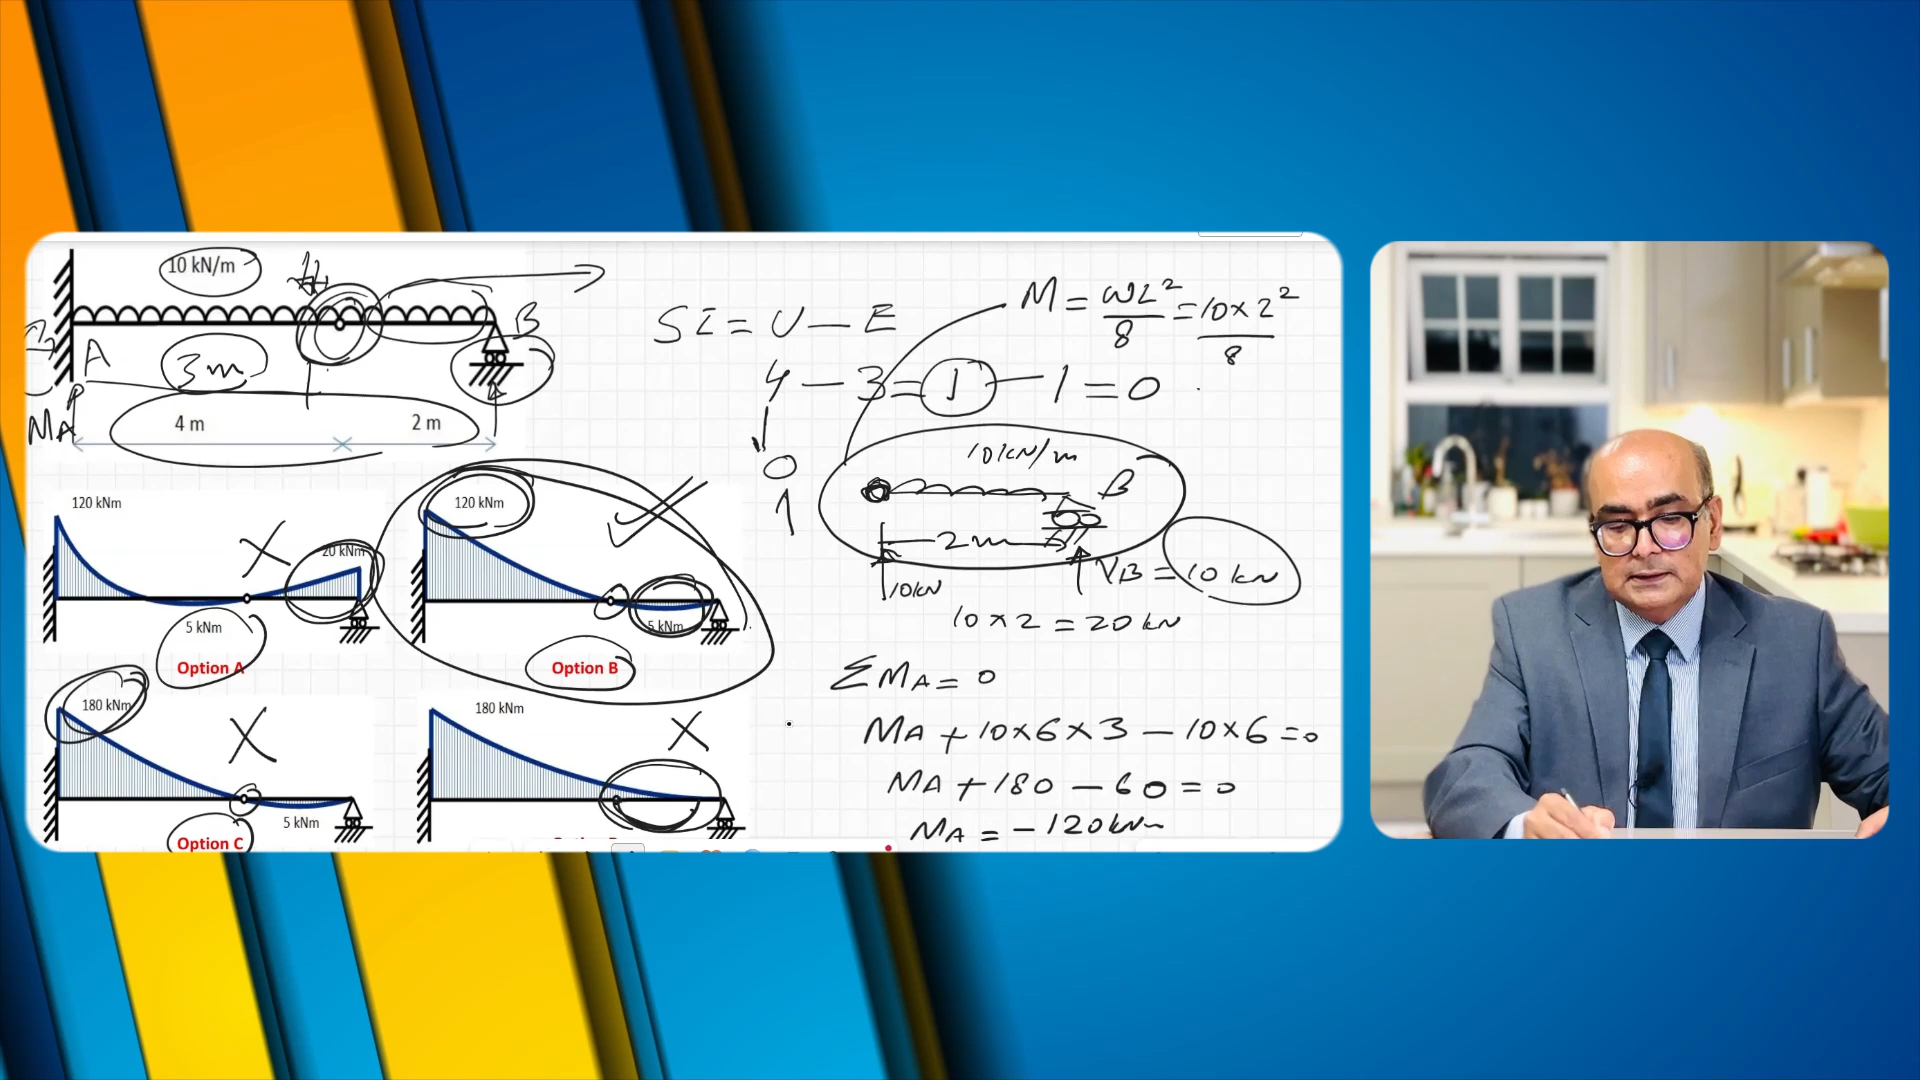 10 kN/m
H
A
B
3m
MA
4 m
2 m
SI = U — E
4 — 3 = 1 — 1 = 0
0
M = ωL²/8 = 10×2²/8
10kN/m
B
2m
10kN
VB = 10 kN
10 × 2 = 20 kN
120 kNm
X
20 kNm
5 kNm
Option A
120 kNm
5 kNm
Option B
180 kNm
X
5 kNm
Option C
180 kNm
X
ΣMA = 0
MA + 10×6×3 — 10×6 = 0
MA + 180 — 60 = 0
MA = —120kNm